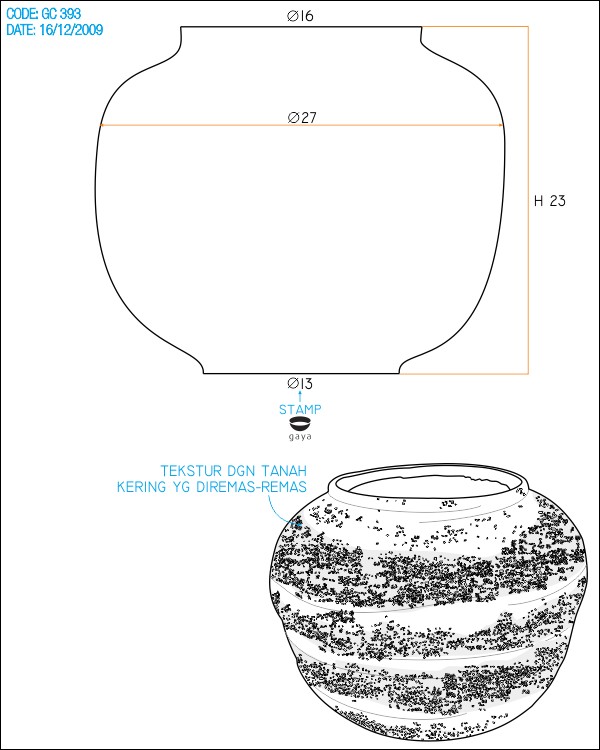 CODE: GC 393
DATE: 16/12/2009
Ø16
Ø27
H 23
Ø13
STAMP
gaya
TEKSTUR DGN TANAH
KERING YG DIREMAS-REMAS